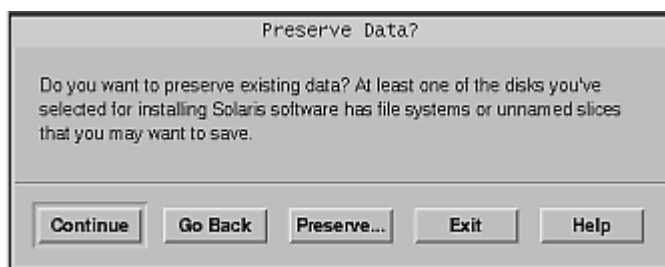 Preserve Data?
Do you want to preserve existing data? At least one of the disks you've
selected for installing Solaris software has file systems or unnamed slices
that you may want to save.
Continue Go Back Preserve... Exit Help